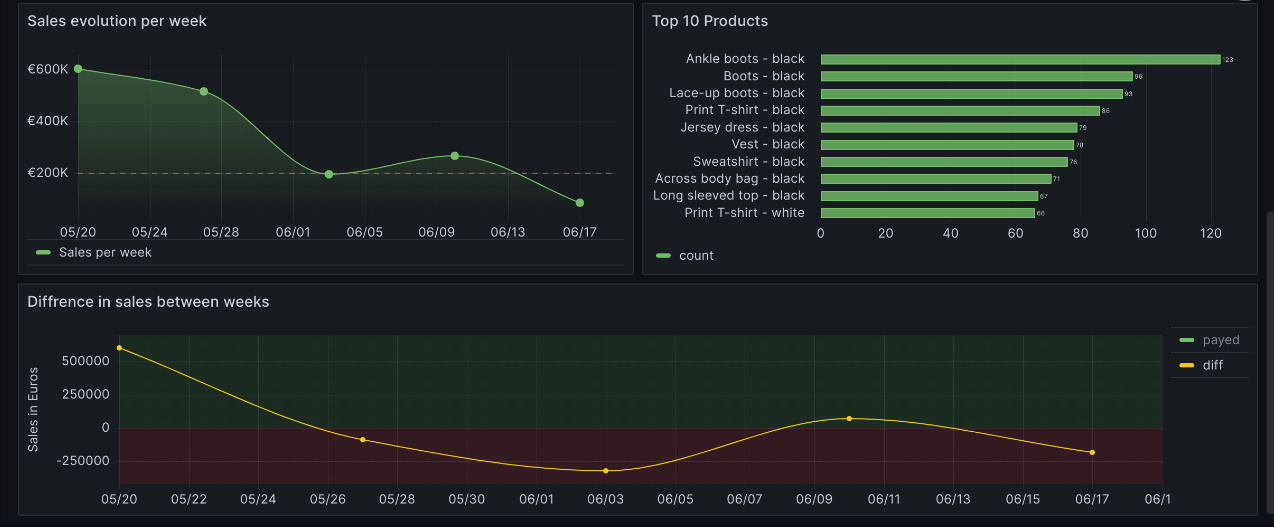 Sales evolution per week
€600K
€400K
€200K
05/20 05/24 05/28 06/01 06/05 06/09 06/13 06/17
Sales per week
Top 10 Products
Ankle boots - black 123
Boots - black 96
Lace-up boots - black 93
Print T-shirt - black 86
Jersey dress - black 79
Vest - black 78
Sweatshirt - black 76
Across body bag - black 71
Long sleeved top - black 67
Print T-shirt - white 66
0 20 40 60 80 100 120
count
Diffrence in sales between weeks
Sales in Euros
500000
250000
0
-250000
05/20 05/22 05/24 05/26 05/28 05/30 06/01 06/03 06/05 06/07 06/09 06/11 06/13 06/15 06/17 06/1
payed
diff